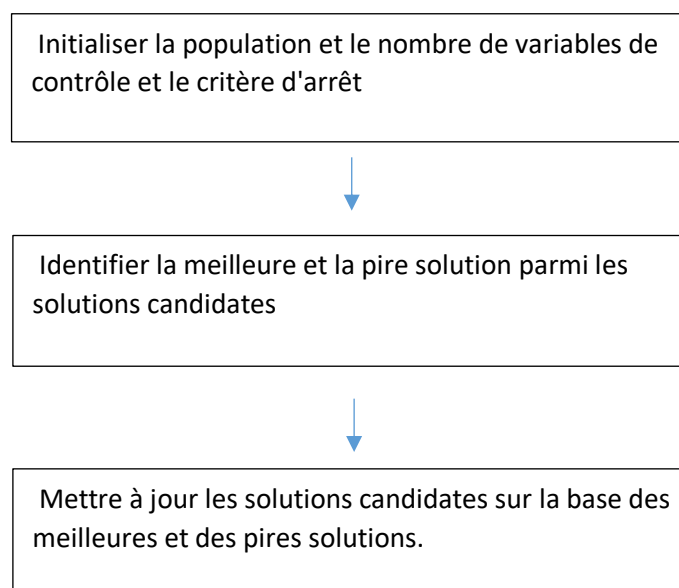 Initialiser la population et le nombre de variables de
contrôle et le critère d'arrêt
Identifier la meilleure et la pire solution parmi les
solutions candidates
Mettre à jour les solutions candidates sur la base des
meilleures et des pires solutions.